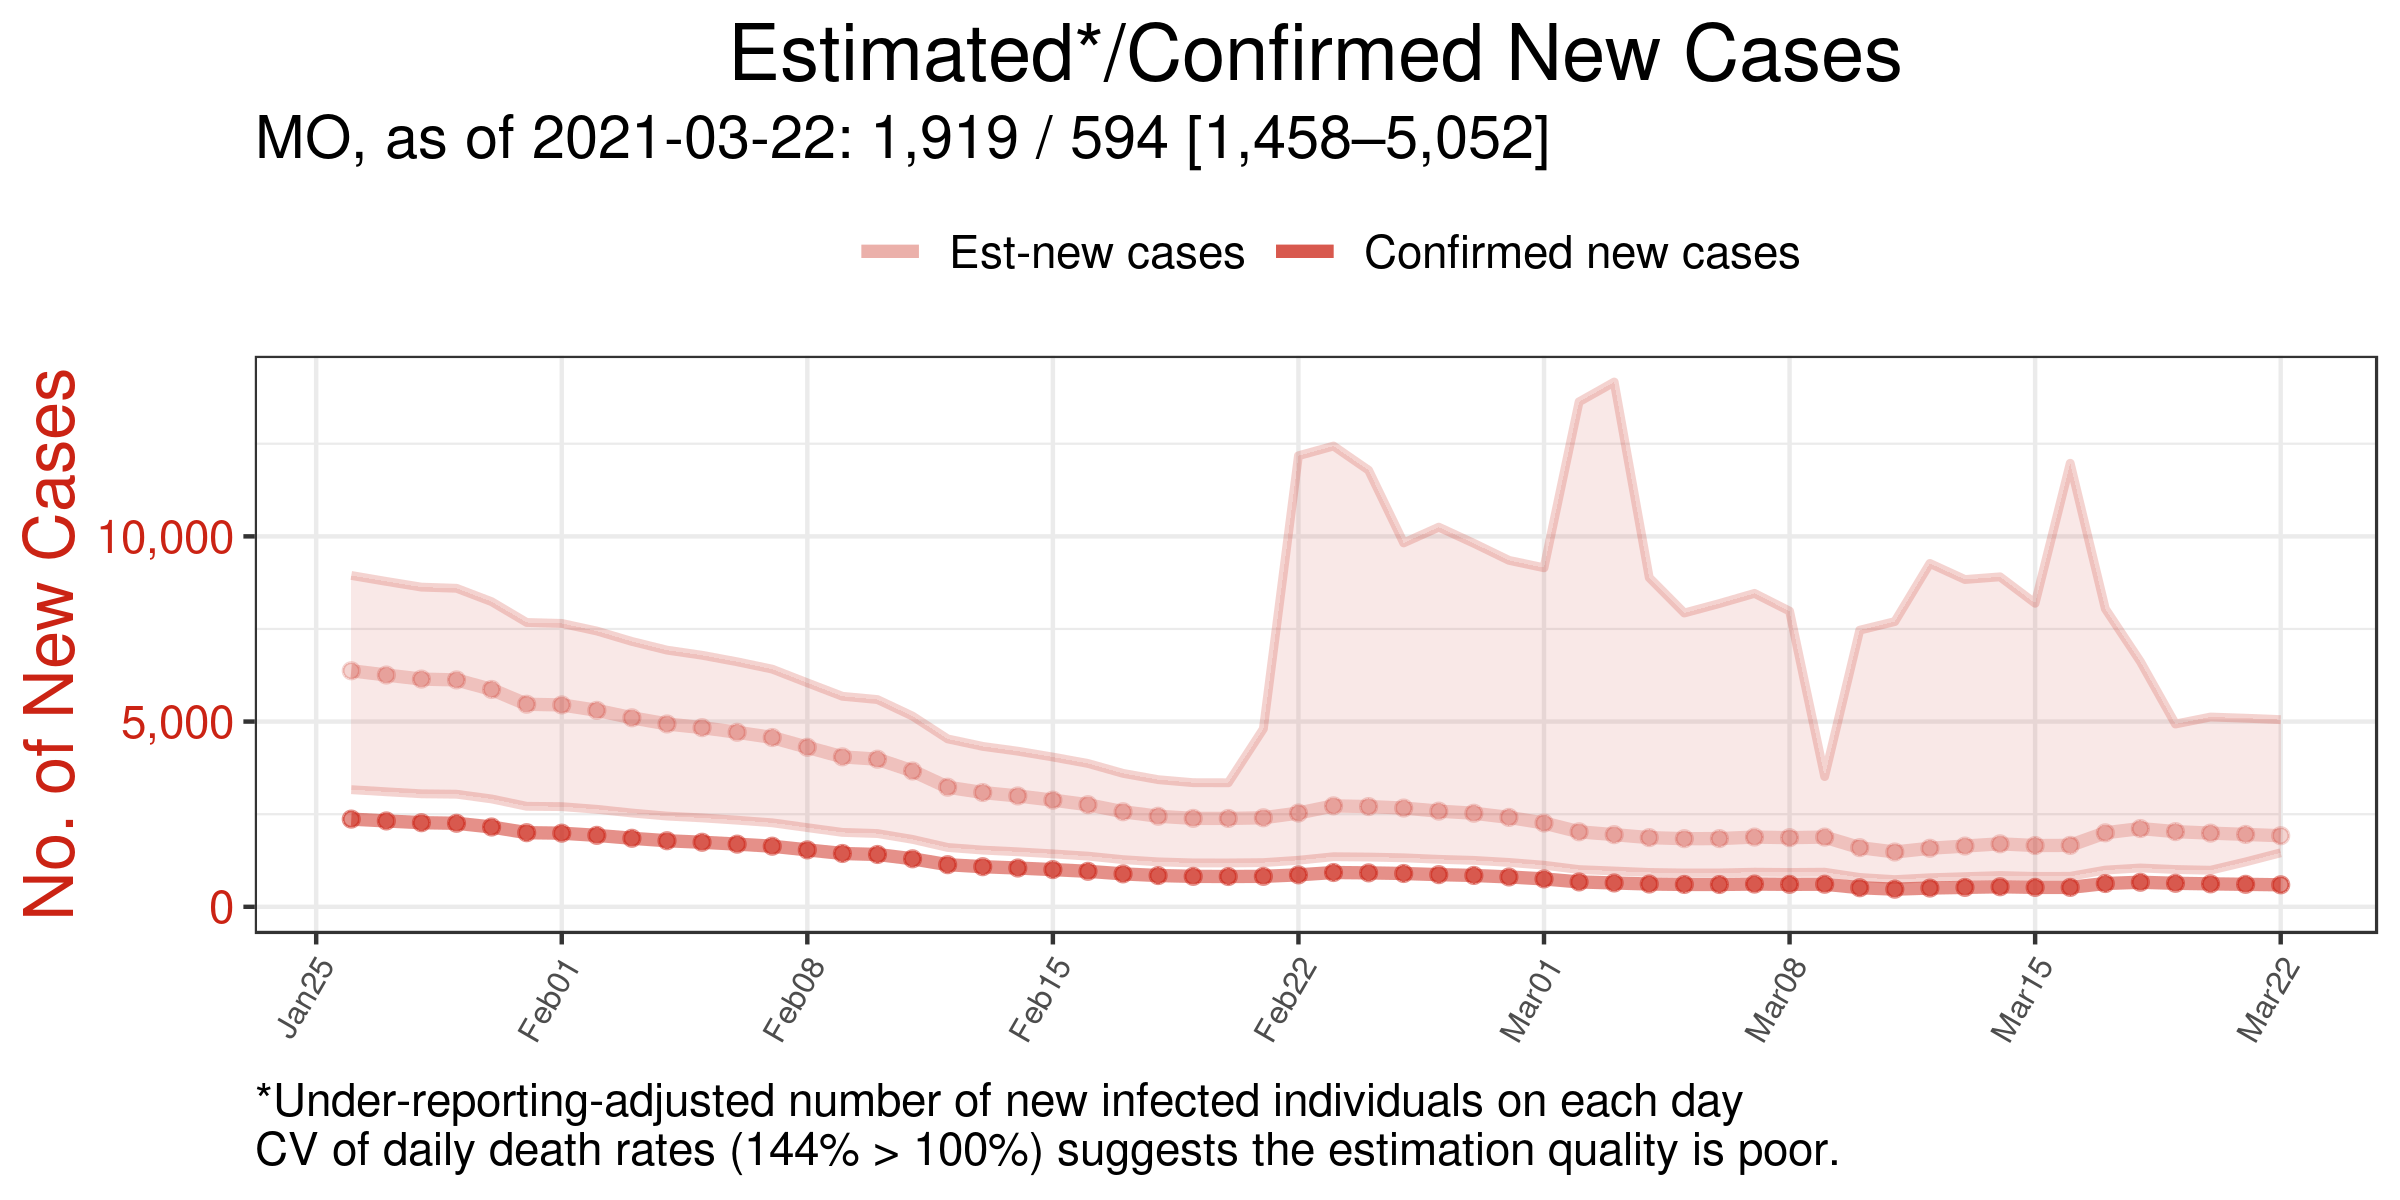 Estimated*/Confirmed New Cases
MO, as of 2021-03-22: 1,919 / 594 [1,458–5,052]
Est-new cases
Confirmed new cases
No. of New Cases
10,000
5,000
0
Jan25
Feb01
Feb08
Feb15
Feb22
Mar01
Mar08
Mar15
Mar22
*Under-reporting-adjusted number of new infected individuals on each day
CV of daily death rates (144% > 100%) suggests the estimation quality is poor.